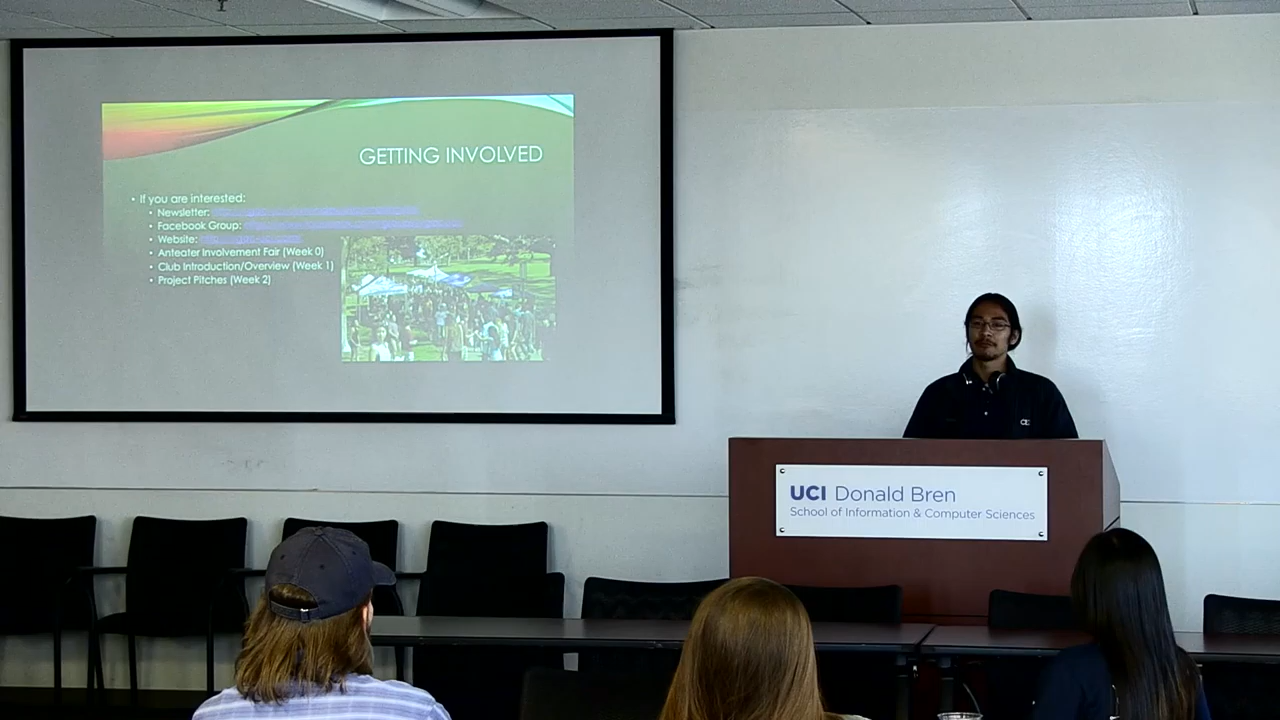 GETTING INVOLVED
• If you are interested:
• Newsletter:
• Facebook Group:
• Website:
• Anteater Involvement Fair (Week 0)
• Club Introduction/Overview (Week 1)
• Project Pitches (Week 2)
UCI Donald Bren
School of Information & Computer Sciences